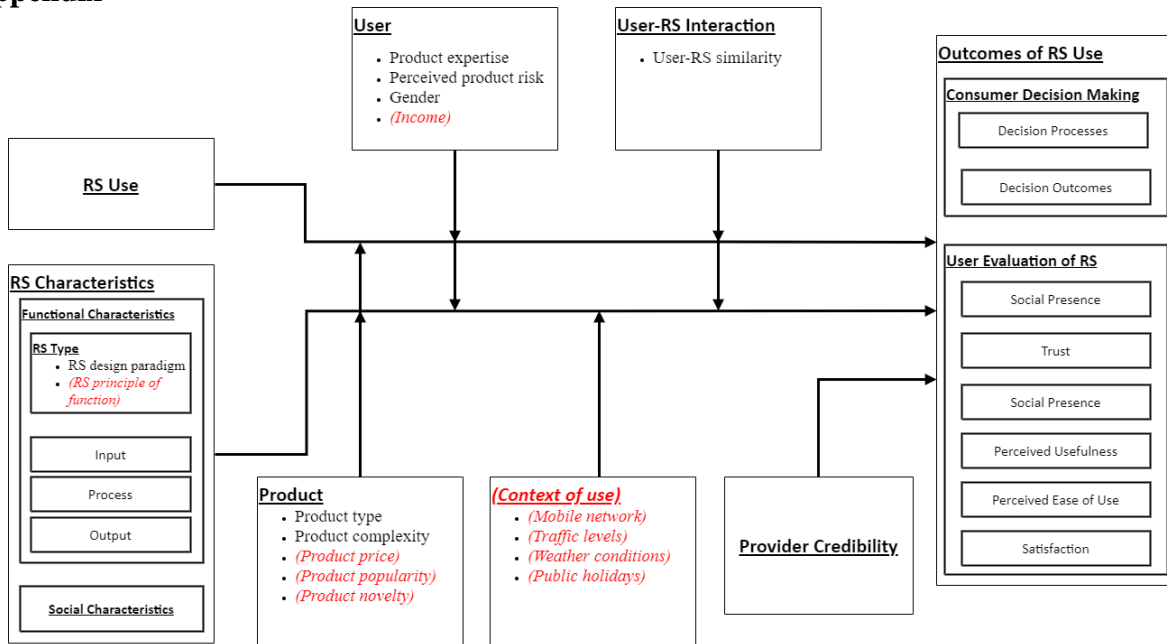 User
Product expertise
Perceived product risk
Gender
(Income)
User-RS Interaction
User-RS similarity
Outcomes of RS Use
Consumer Decision Making
Decision Processes
Decision Outcomes
RS Use
User Evaluation of RS
Social Presence
Trust
Social Presence
Perceived Usefulness
Perceived Ease of Use
Satisfaction
RS Characteristics
Functional Characteristics
RS Type
RS design paradigm
(RS principle of
function)
Input
Process
Output
Social Characteristics
Product
Product type
Product complexity
(Product price)
(Product popularity)
(Product novelty)
(Context of use)
(Mobile network)
(Traffic levels)
(Weather conditions)
(Public holidays)
Provider Credibility